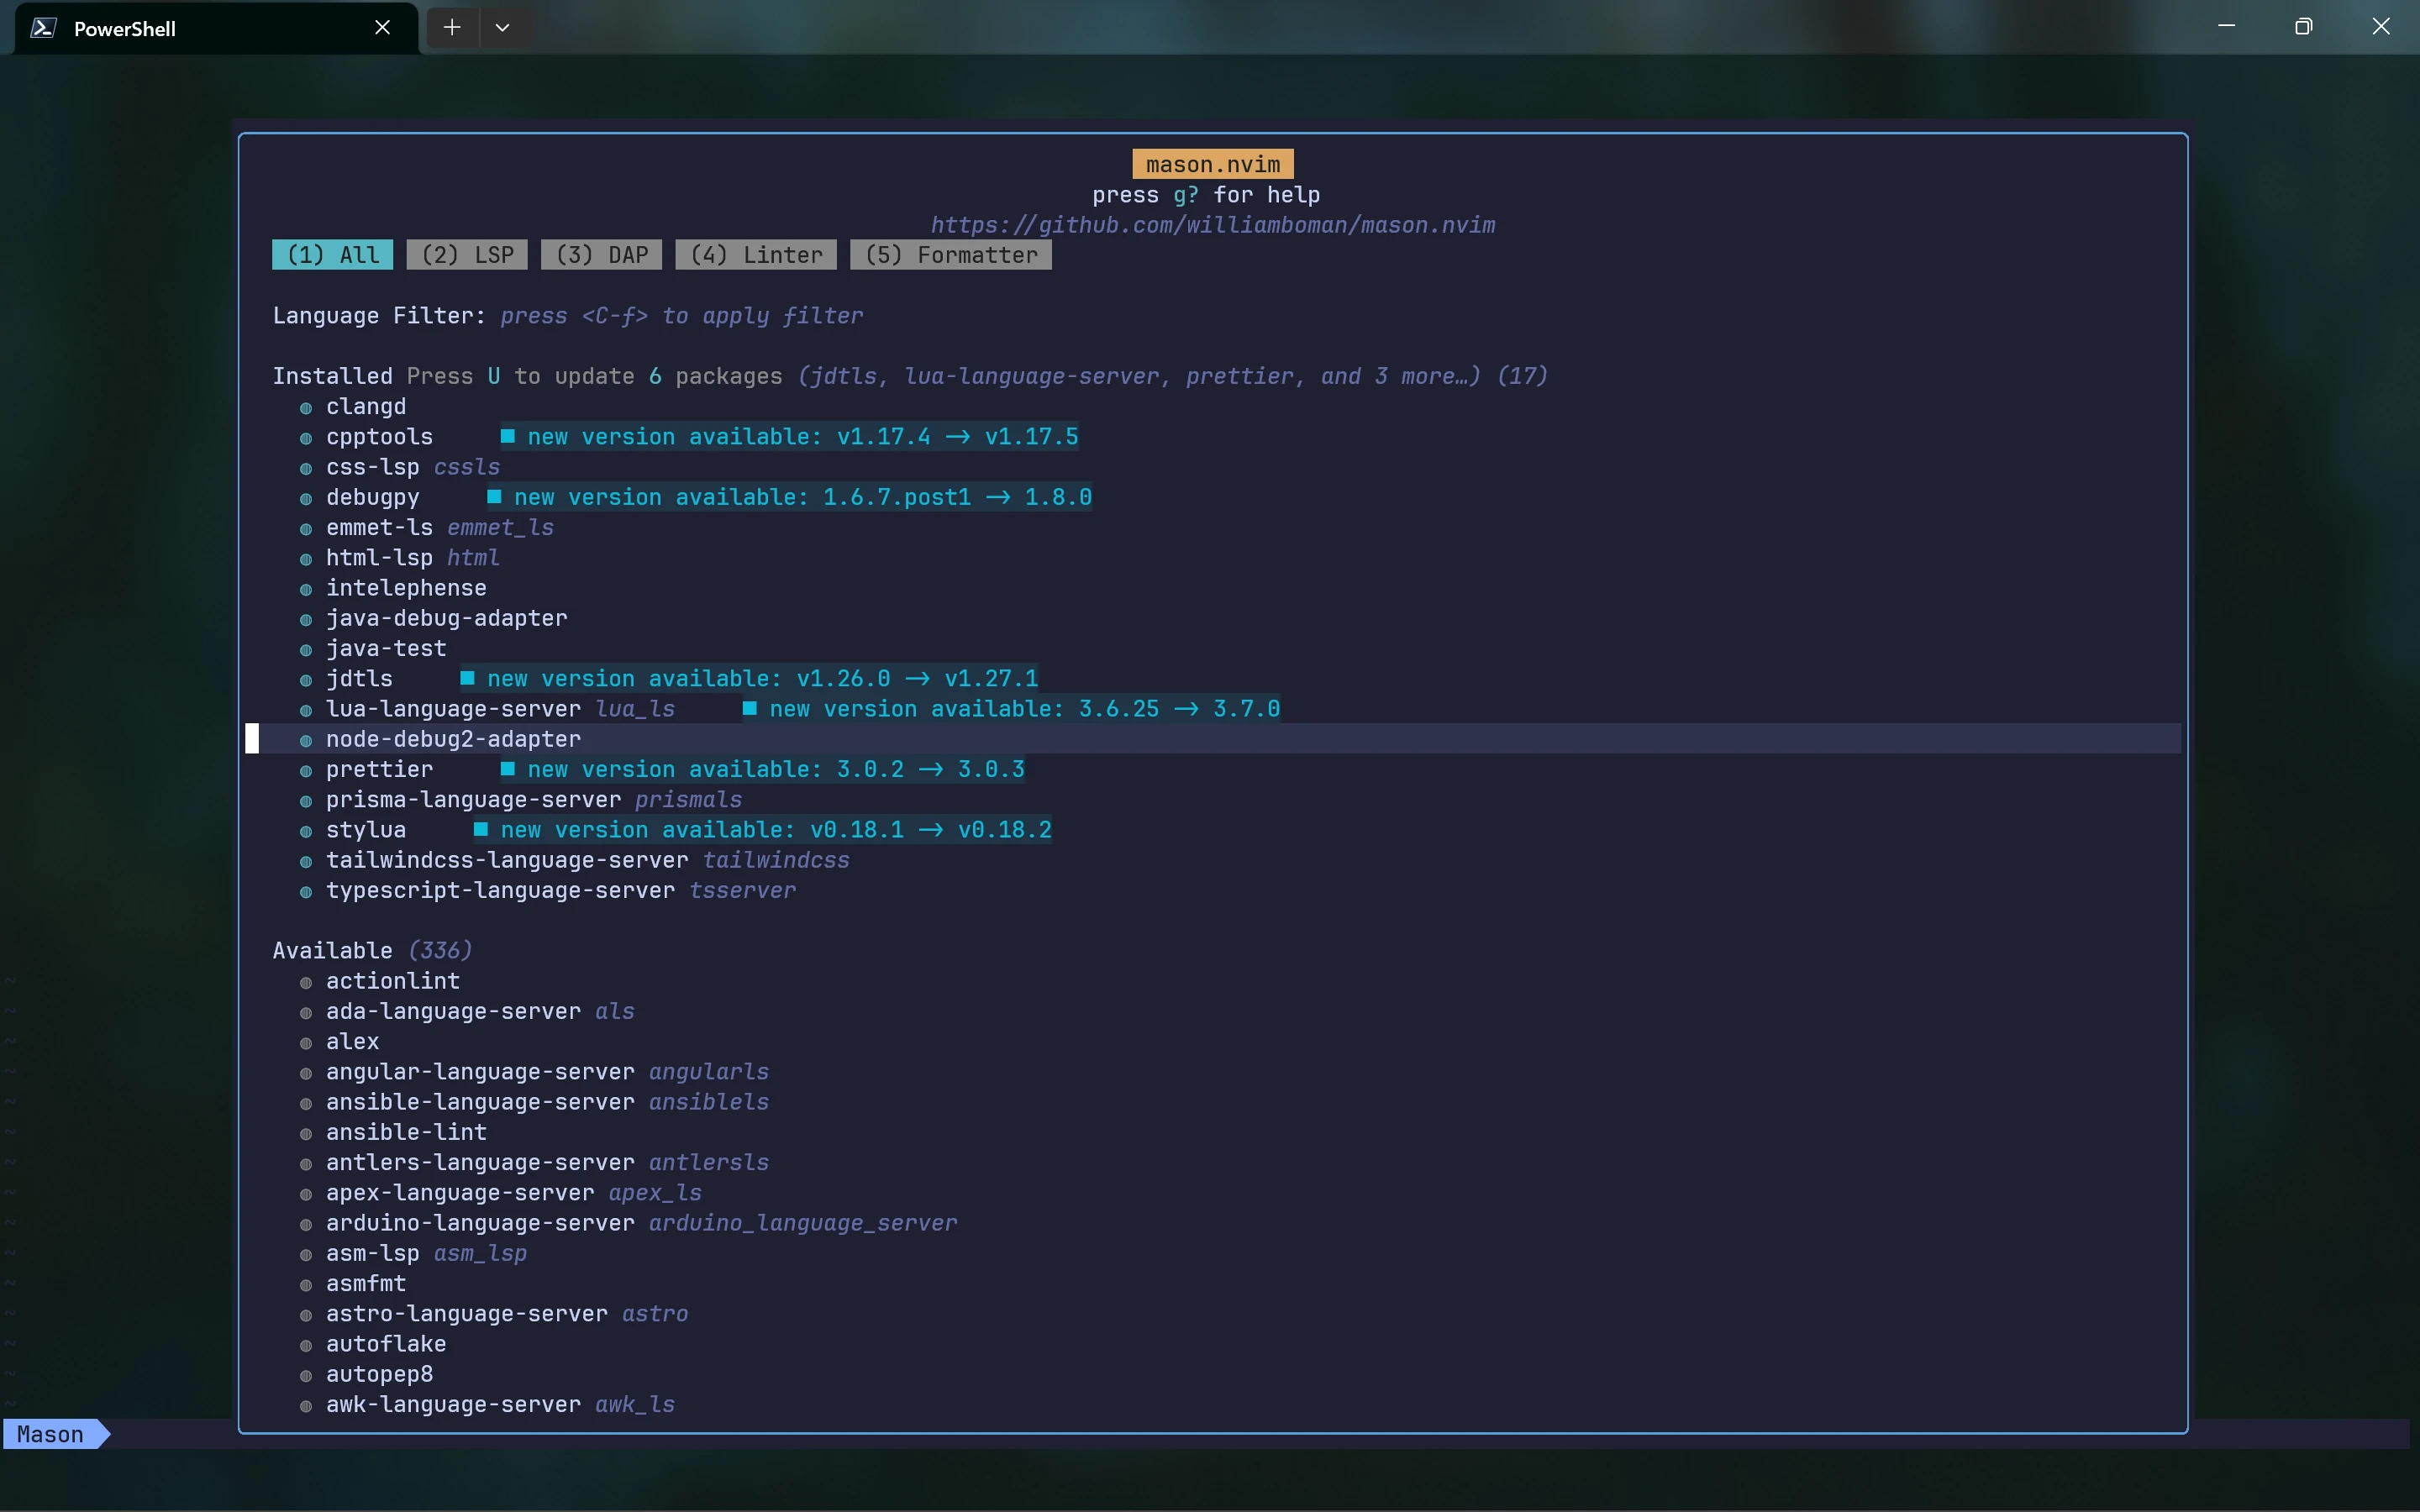 PowerShell
mason.nvim
press g? for help
https://github.com/williamboman/mason.nvim
(1) All (2) LSP (3) DAP (4) Linter (5) Formatter
Language Filter: press <C-f> to apply filter
Installed Press U to update 6 packages (jdtls, lua-language-server, prettier, and 3 more…) (17)
clangd
cpptools ■ new version available: v1.17.4 → v1.17.5
css-lsp cssls
debugpy ■ new version available: 1.6.7.post1 → 1.8.0
emmet-ls emmet_ls
html-lsp html
intelephense
java-debug-adapter
java-test
jdtls ■ new version available: v1.26.0 → v1.27.1
lua-language-server lua_ls ■ new version available: 3.6.25 → 3.7.0
node-debug2-adapter
prettier ■ new version available: 3.0.2 → 3.0.3
prisma-language-server prismals
stylua ■ new version available: v0.18.1 → v0.18.2
tailwindcss-language-server tailwindcss
typescript-language-server tsserver
Available (336)
actionlint
ada-language-server als
alex
angular-language-server angularls
ansible-language-server ansiblels
ansible-lint
antlers-language-server antlersls
apex-language-server apex_ls
arduino-language-server arduino_language_server
asm-lsp asm_lsp
asmfmt
astro-language-server astro
autoflake
autopep8
awk-language-server awk_ls
Mason